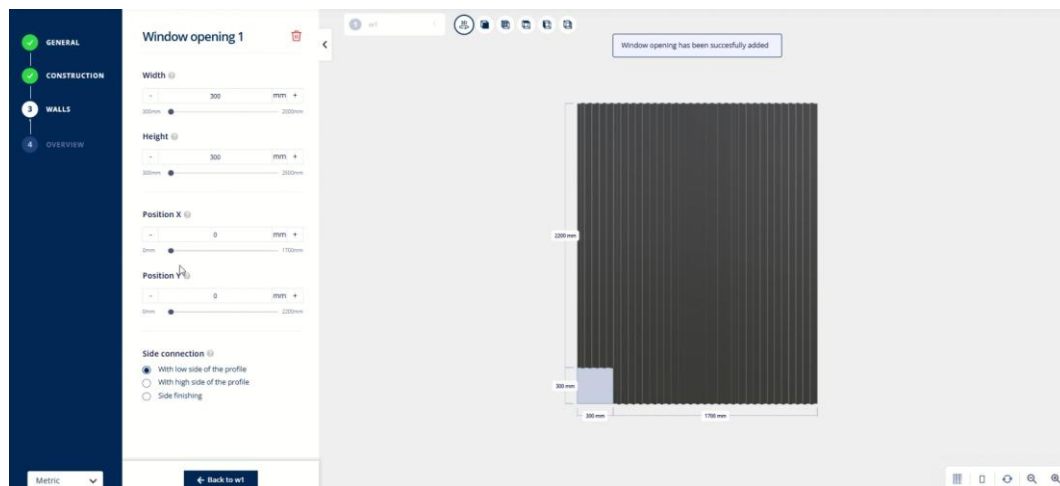 GENERAL
CONSTRUCTION
3 WALLS
4 OVERVIEW
Metric
Window opening 1
Width
- 300 mm +
300mm 2000mm
Height
- 300 mm +
300mm 2500mm
Position X
- 0 mm +
0mm 1700mm
Position Y
- 0 mm +
0mm 2200mm
Side connection
With low side of the profile
With high side of the profile
Side finishing
← Back to w1
1 w1
3D
Window opening has been succesfully added
2200 mm
300 mm
300 mm
1700 mm